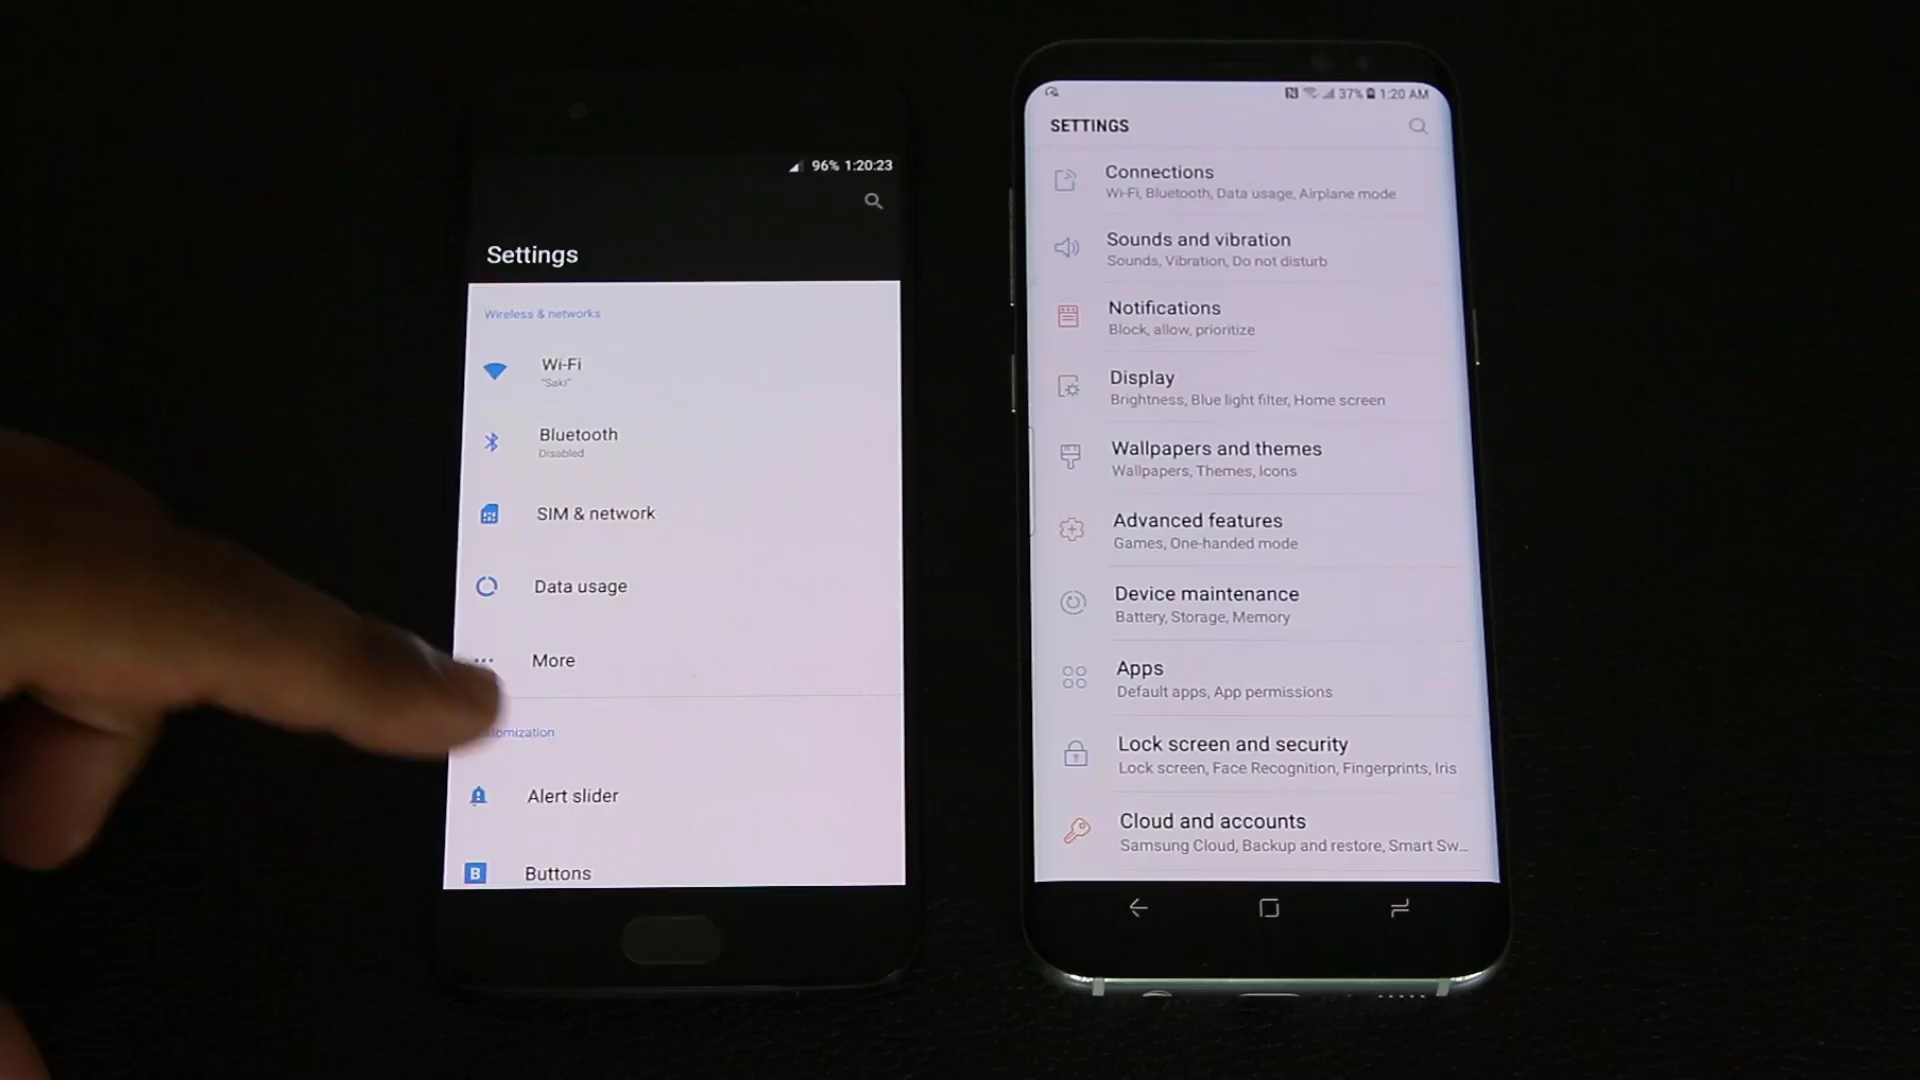 96% 1:20:23
Settings
Wireless & networks
Wi-Fi
"Saki"
Bluetooth
Disabled
SIM & network
Data usage
More
omization
Alert slider
B
Buttons
37% 1:20 AM
SETTINGS
Connections
Wi-Fi, Bluetooth, Data usage, Airplane mode
Sounds and vibration
Sounds, Vibration, Do not disturb
Notifications
Block, allow, prioritize
Display
Brightness, Blue light filter, Home screen
Wallpapers and themes
Wallpapers, Themes, Icons
Advanced features
Games, One-handed mode
Device maintenance
Battery, Storage, Memory
Apps
Default apps, App permissions
Lock screen and security
Lock screen, Face Recognition, Fingerprints, Iris
Cloud and accounts
Samsung Cloud, Backup and restore, Smart Sw...